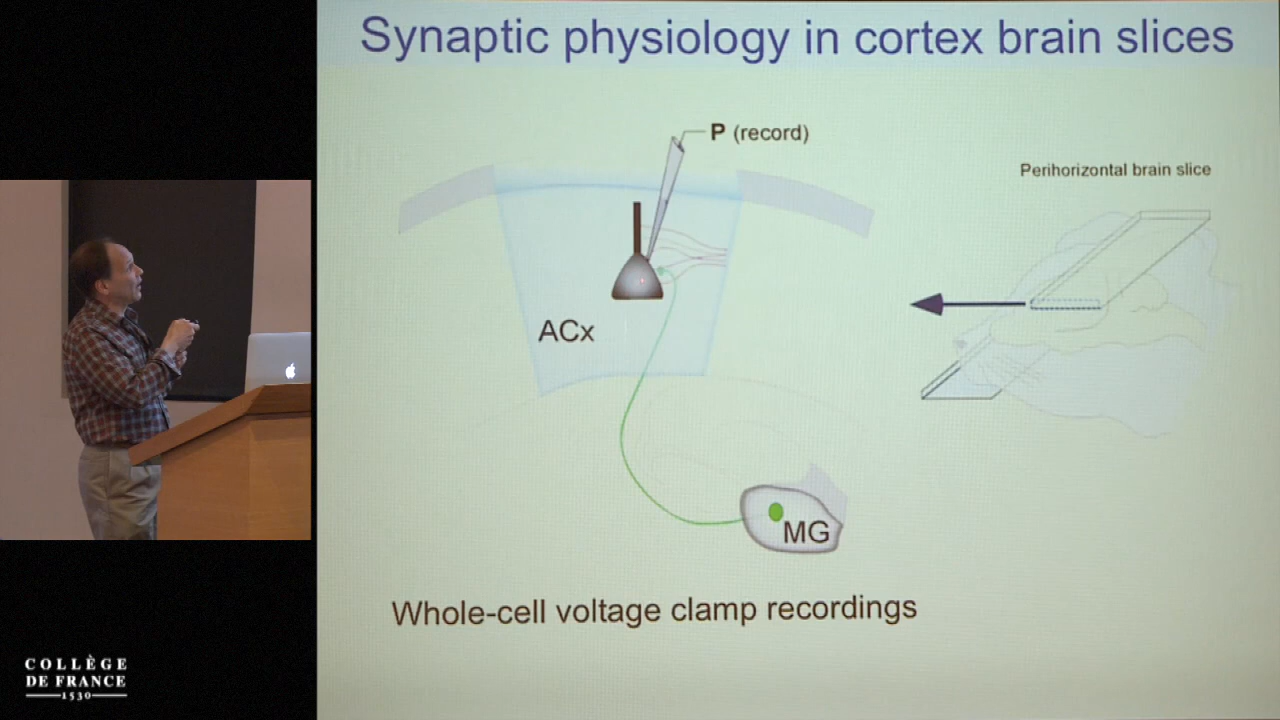 Synaptic physiology in cortex brain slices
P (record)
Perihorizontal brain slice
ACx
MG
Whole-cell voltage clamp recordings
COLLÈGE
DE FRANCE
1530